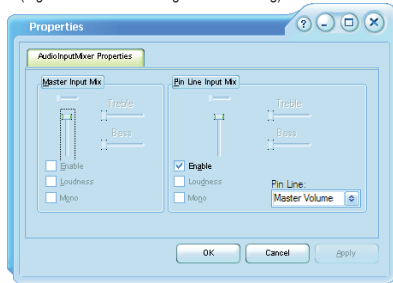 Properties
AudioInputMixer Properties
Master Input Mix
Treble
Bass
Enable
Loudness
Mono
Pin Line Input Mix
Treble
Bass
Enable
Loudness
Mono
Pin Line:
Master Volume
OK
Cancel
Apply